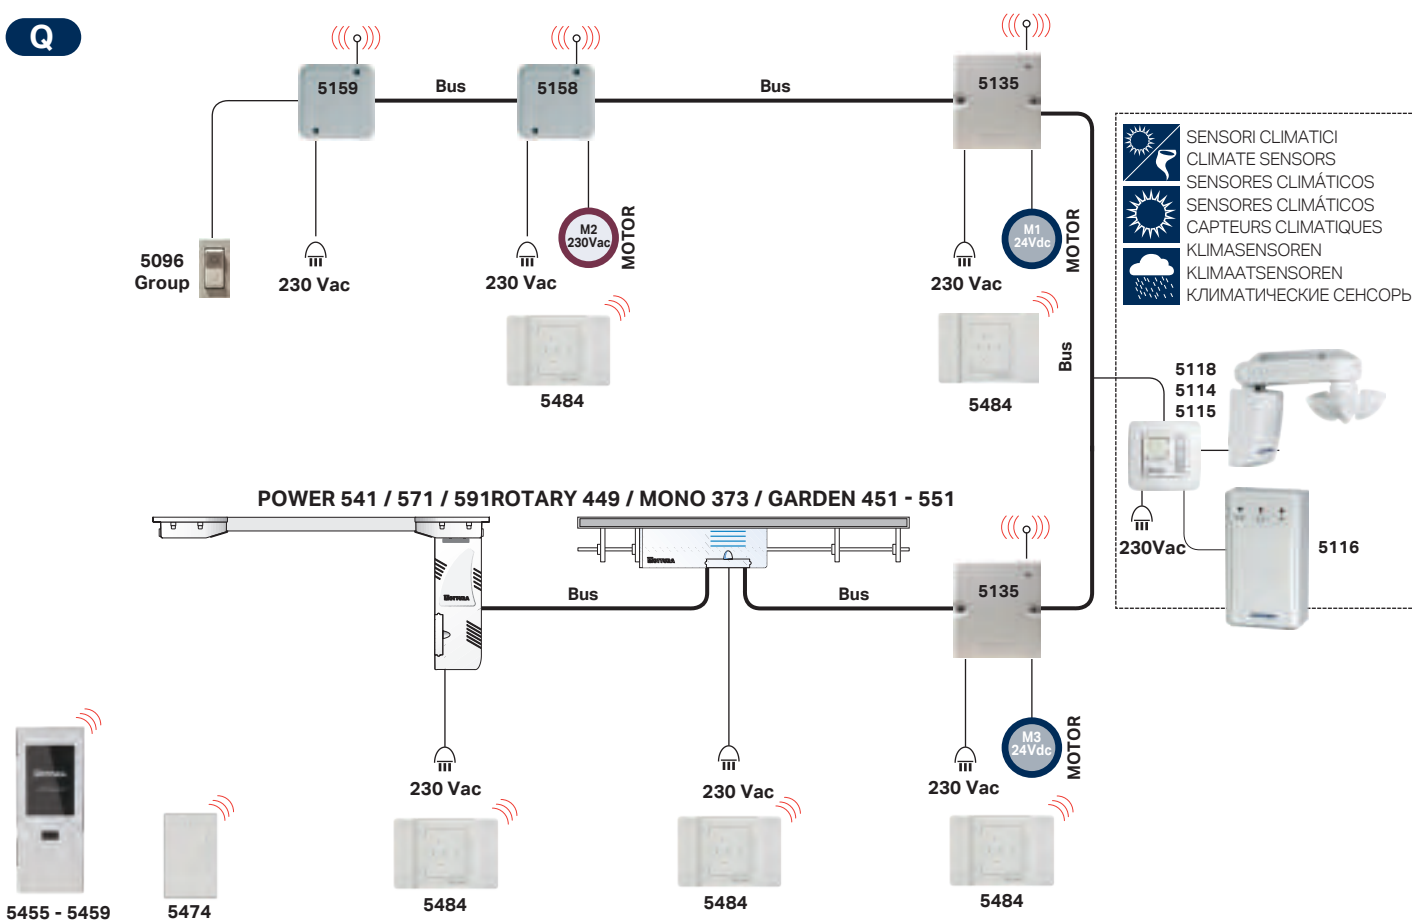 Q
5159
Bus
5158
Bus
5135
5096
Group
230 Vac
230 Vac
M2
230Vac
MOTOR
230 Vac
M1
24Vdc
MOTOR
5484
5484
Bus
SENSORI CLIMATICI
CLIMATE SENSORS
SENSORES CLIMÁTICOS
SENSORES CLIMÁTICOS
CAPTEURS CLIMATIQUES
KLIMASENSOREN
KLIMAATSENSOREN
КЛИМАТИЧЕСКИЕ СЕНСОРЫ
5118
5114
5115
230Vac
5116
POWER 541 / 571 / 591ROTARY 449 / MONO 373 / GARDEN 451 - 551
MOTTURA
MOTTURA
Bus
Bus
5135
230 Vac
230 Vac
230 Vac
M3
24Vdc
MOTOR
5455 - 5459
5474
5484
5484
5484